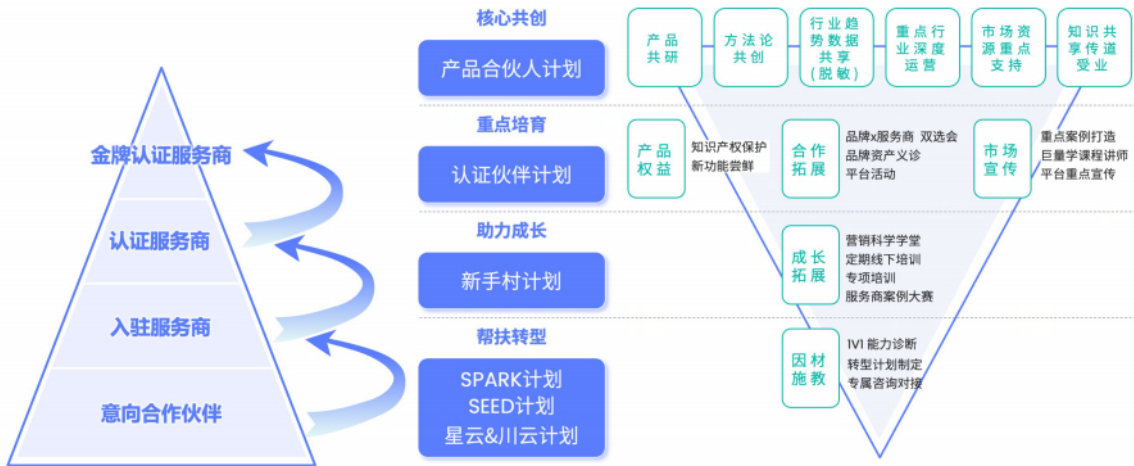 金牌认证服务商
认证服务商
入驻服务商
意向合作伙伴
核心共创
产品合伙人计划
产品
共研
方法论
共创
行业趋
势数据
共享
(脱敏)
重点行
业深度
运营
市场资
源重点
支持
知识共
享传道
受业
重点培育
认证伙伴计划
产品
权益
知识产权保护
新功能尝鲜
合作
拓展
品牌x服务商 双选会
品牌资产义诊
平台活动
市场
宣传
重点案例打造
巨量学课程讲师
平台重点宣传
助力成长
新手村计划
成长
拓展
营销科学学堂
定期线下培训
专项培训
服务商案例大赛
帮扶转型
SPARK计划
SEED计划
星云&川云计划
因材
施教
1V1 能力诊断
转型计划制定
专属咨询对接